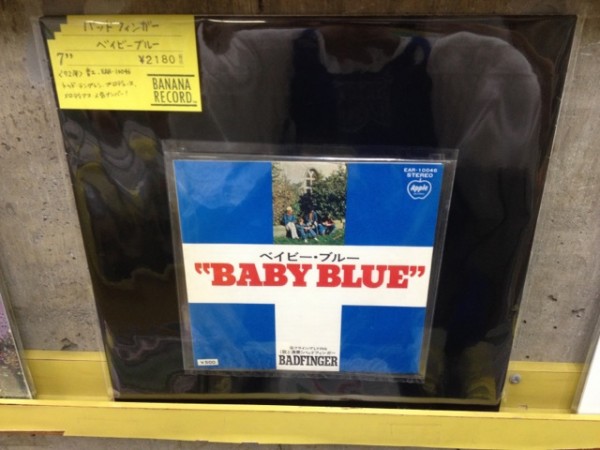 バッドフィンガー
ベイビーブルー
7" ¥2180
BANANA
RECORD
EAR-10046
STEREO
Apple
ベイビー・ブルー
"BABY BLUE"
BADFINGER